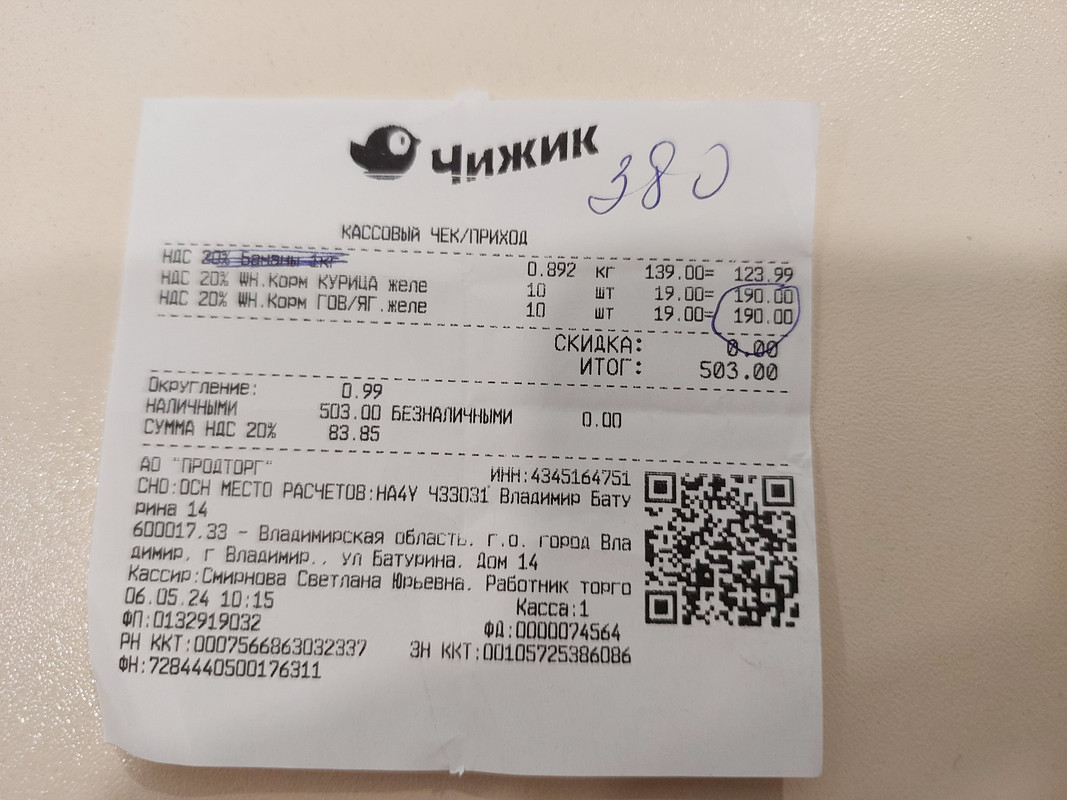 Чижик
380
КАССОВЫЙ ЧЕК/ПРИХОД
НДС 20% Бананы 1кг 0.892 кг 139.00= 123.99
НДС 20% WH.Корм КУРИЦА желе 10 шт 19.00= 190.00
НДС 20% WH.Корм ГОВ/ЯГ.желе 10 шт 19.00= 190.00
СКИДКА: 0.00
ИТОГ: 503.00
Округление: 0.99
НАЛИЧНЫМИ 503.00 БЕЗНАЛИЧНЫМИ 0.00
СУММА НДС 20% 83.85
АО "ПРОДТОРГ" ИНН:4345164751
СНО:ОСН МЕСТО РАСЧЕТОВ:HA4Y Ч33031 Владимир Бату
рина 14
600017.33 - Владимирская область. г.о. город Вла
димир. г Владимир., ул Батурина. Дом 14
Кассир:Смирнова Светлана Юрьевна. Работник торго
06.05.24 10:15 Касса:1
ФП:0132919032 ФД:0000074564
РН ККТ:0007566863032337 ЗН ККТ:00105725386086
ФН:7284440500176311